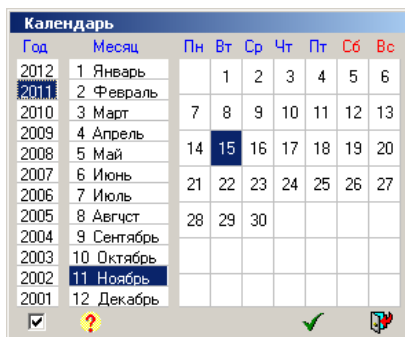 Календарь
Год Месяц Пн Вт Ср Чт Пт Сб Вс
2012 1 Январь 1 2 3 4 5 6
2011 2 Февраль
2010 3 Март 7 8 9 10 11 12 13
2009 4 Апрель
2008 5 Май 14 15 16 17 18 19 20
2007 6 Июнь
2006 7 Июль 21 22 23 24 25 26 27
2005 8 Август 28 29 30
2004 9 Сентябрь
2003 10 Октябрь
2002 11 Ноябрь
2001 12 Декабрь
?